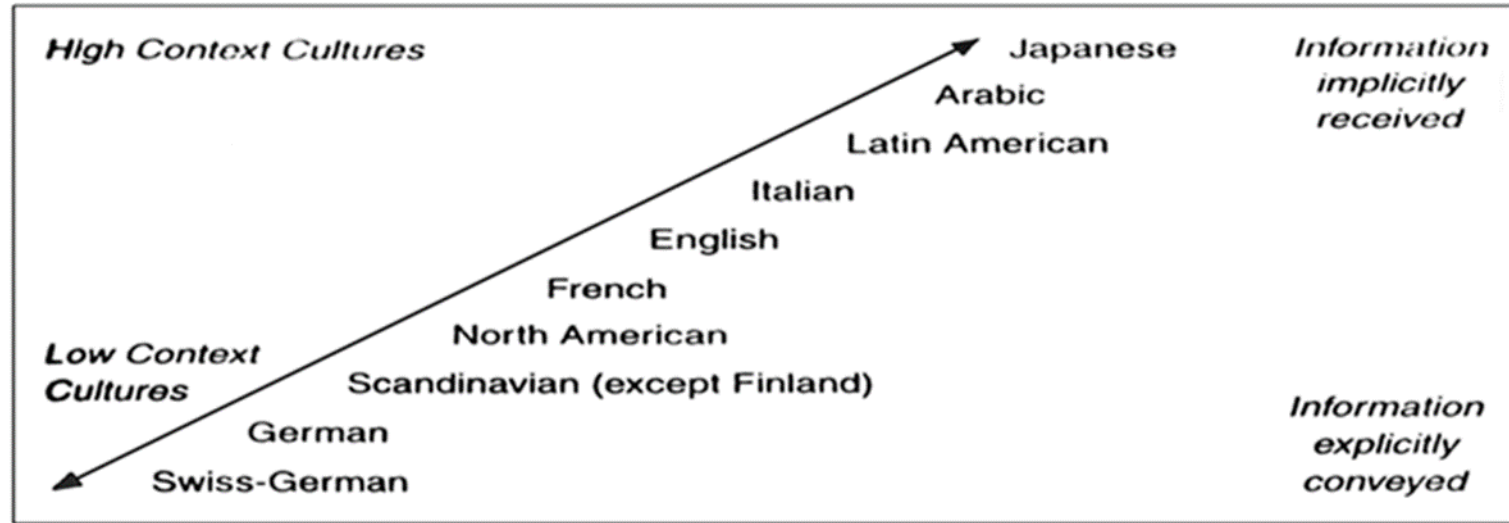 High Context Cultures
Japanese
Information
implicitly
received
Arabic
Latin American
Italian
English
French
North American
Low Context
Cultures
Scandinavian (except Finland)
German
Swiss-German
Information
explicitly
conveyed